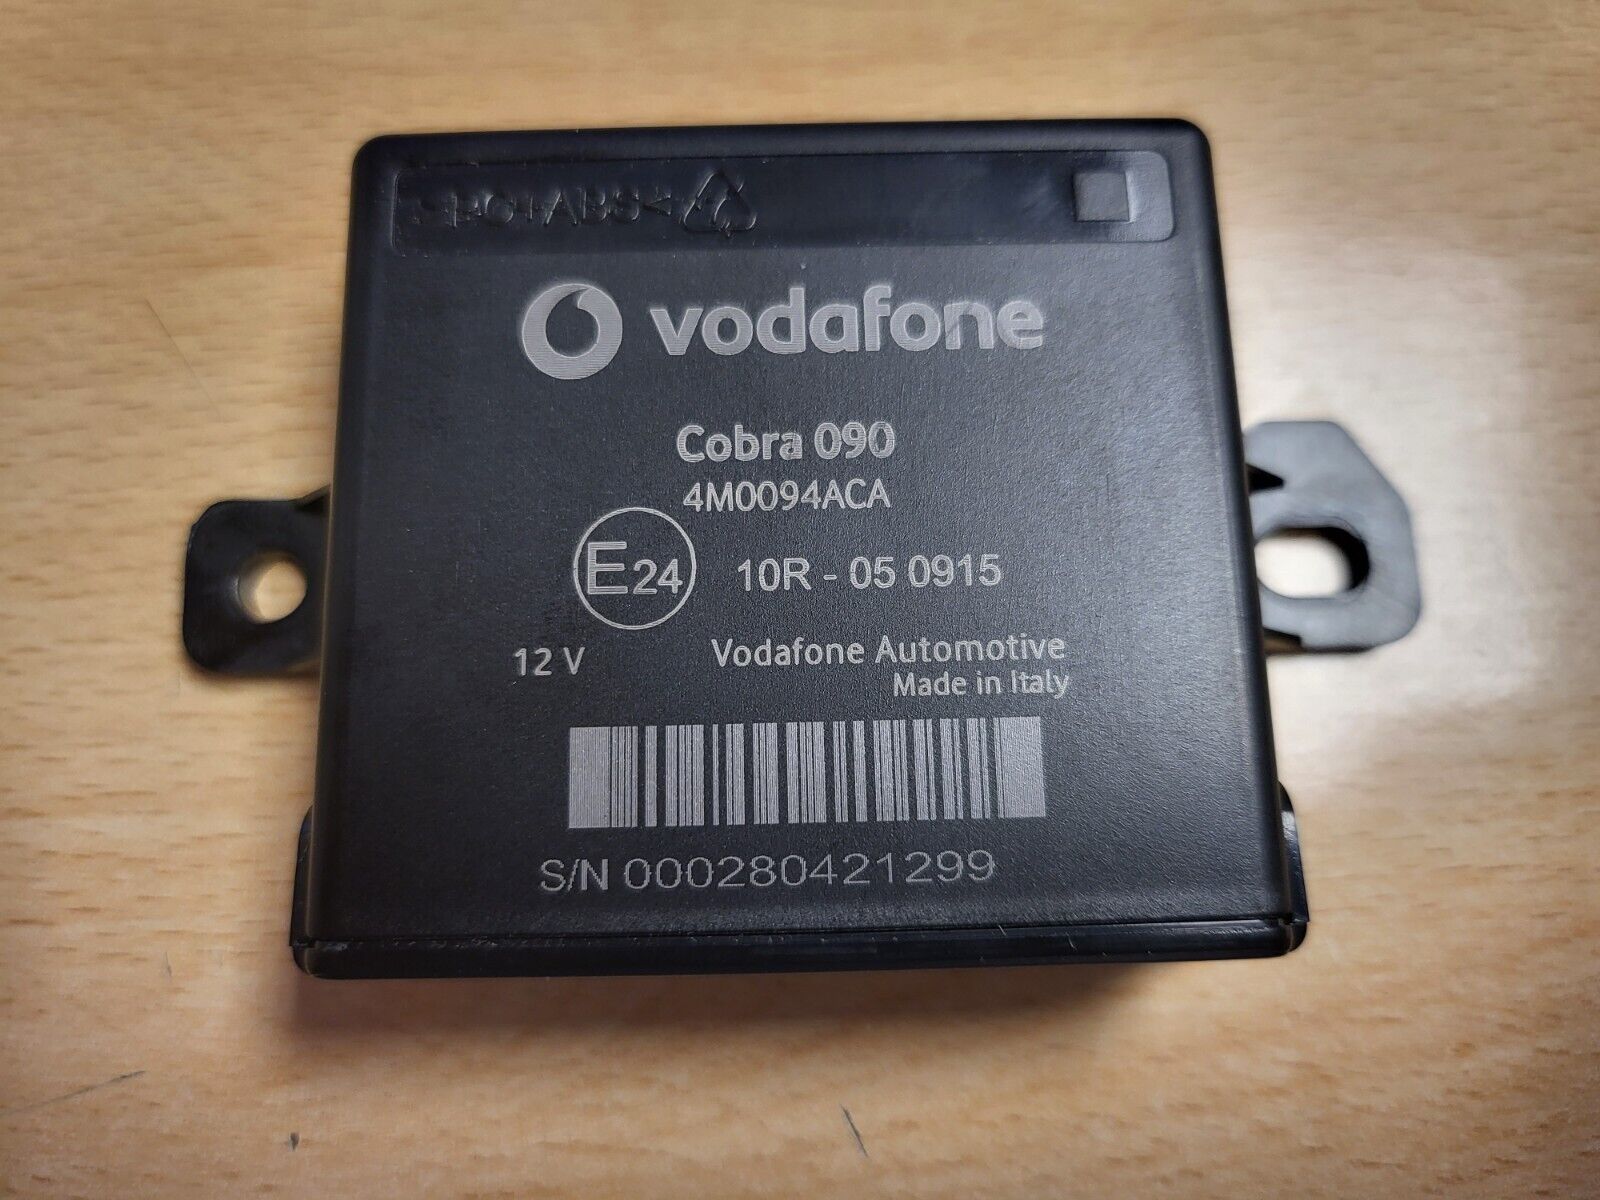 >PC+ABS<
vodafone
Cobra 090
4M0094ACA
E24 10R - 05 0915
12 V Vodafone Automotive
Made in Italy
S/N 000280421299